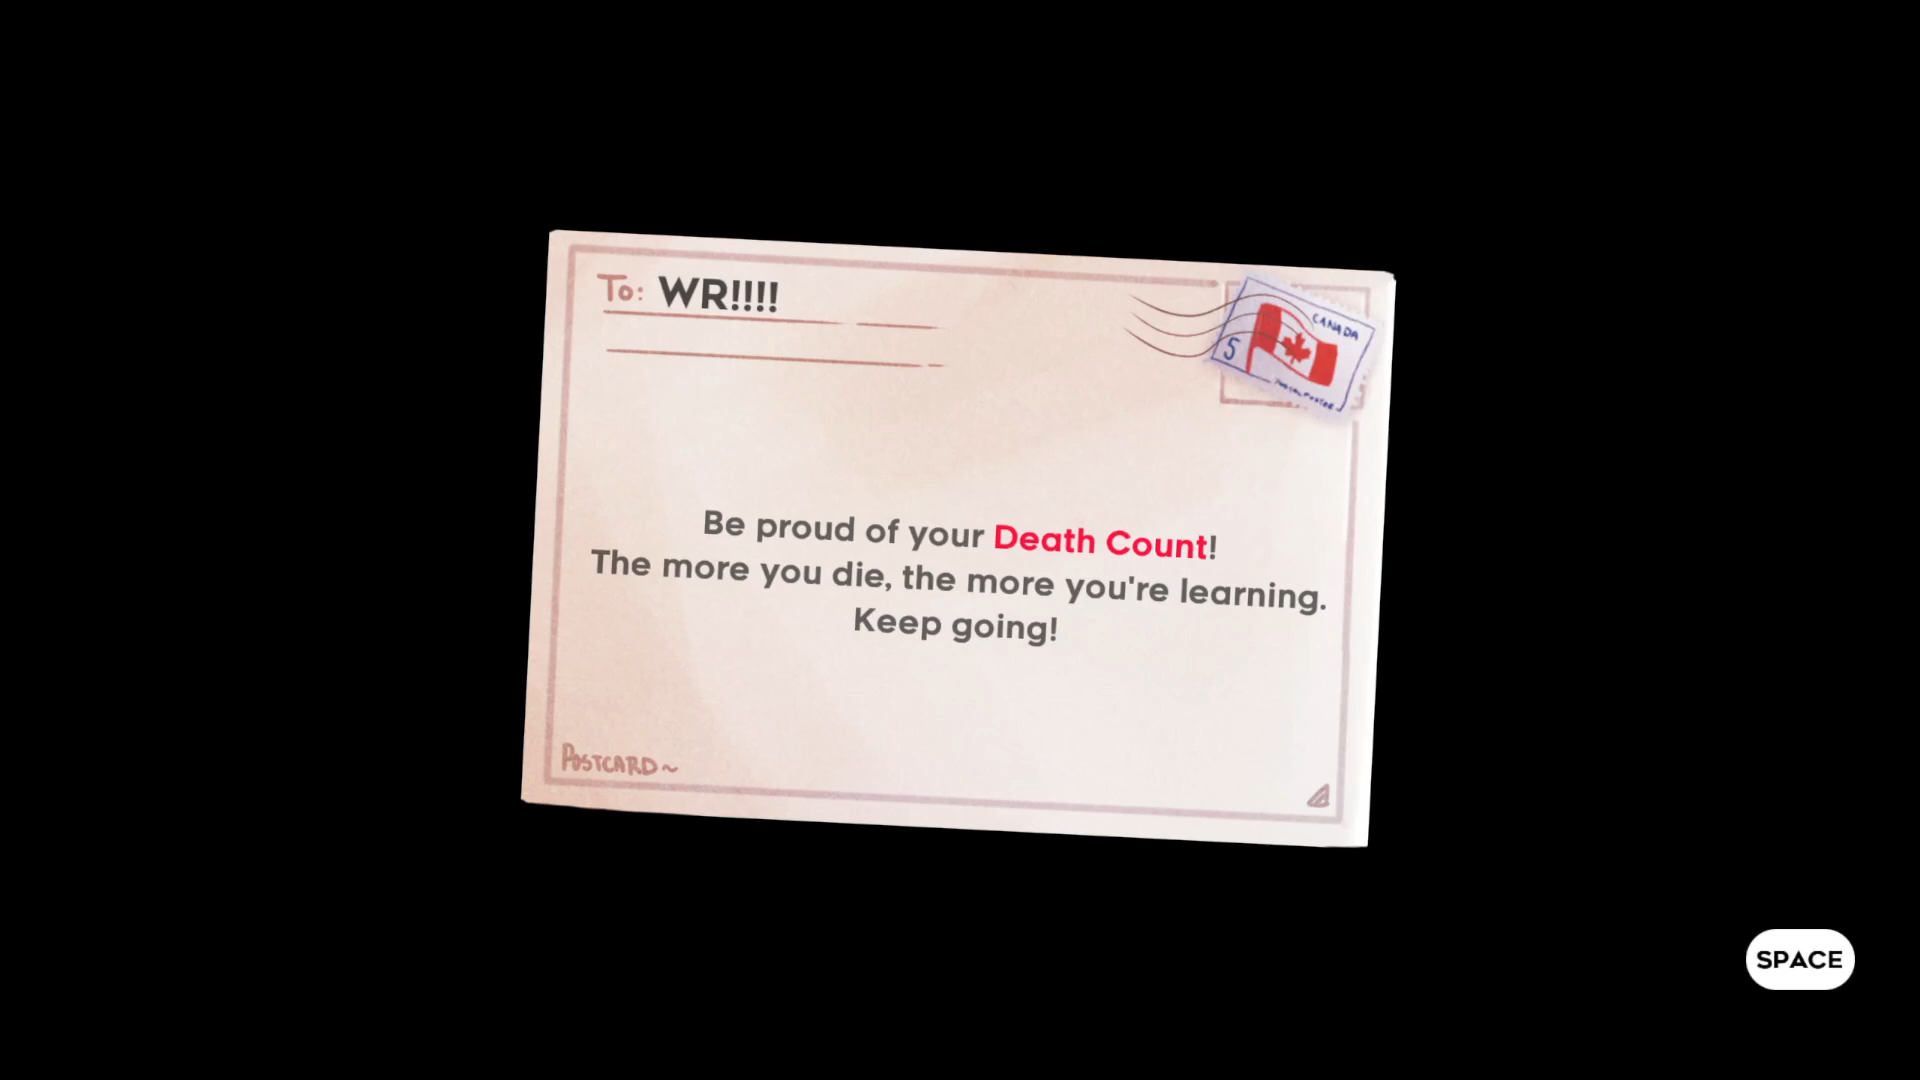 To: WR!!!!
CANADA
5
Be proud of your Death Count!
The more you die, the more you're learning.
Keep going!
POSTCARD~
SPACE